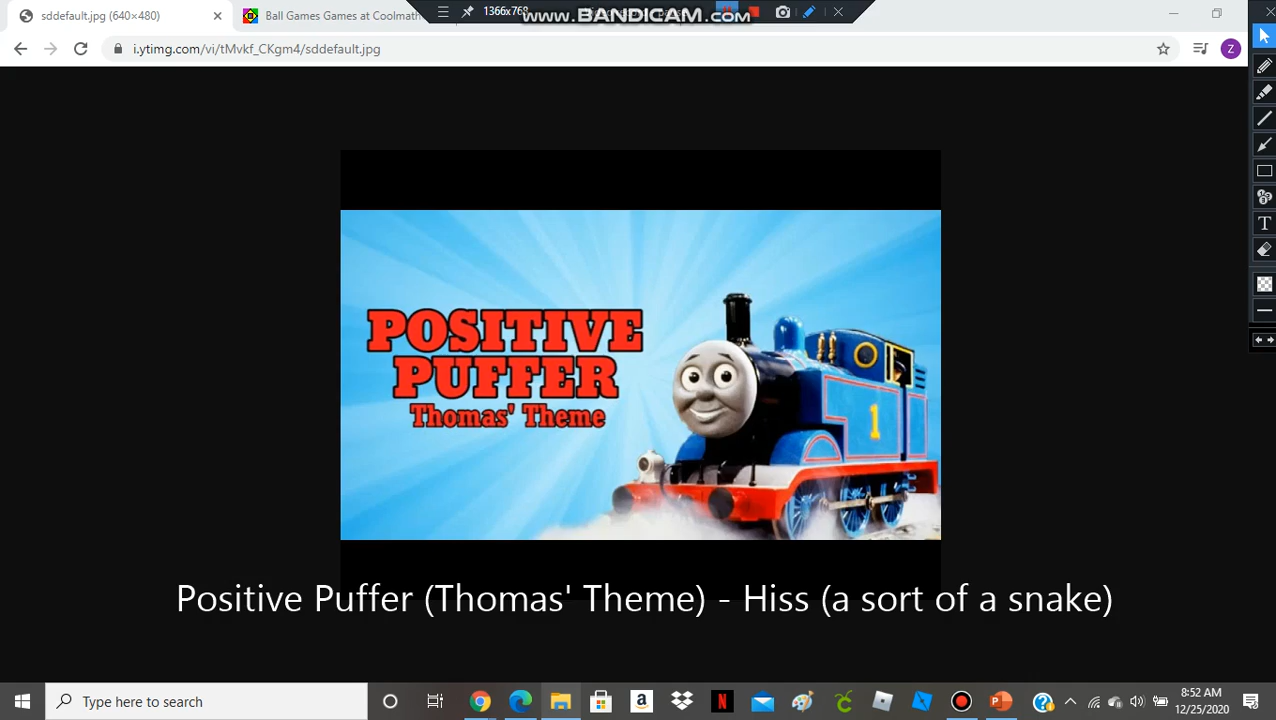 sddefault.jpg (640×480)
Ball Games Games at Coolmath
1366x768
www.BANDICAM.com
i.ytimg.com/vi/tMvkf_CKgm4/sddefault.jpg
Z
T
POSITIVE
PUFFER
Thomas' Theme
1
Positive Puffer (Thomas' Theme) - Hiss (a sort of a snake)
Type here to search
8:52 AM
12/25/2020